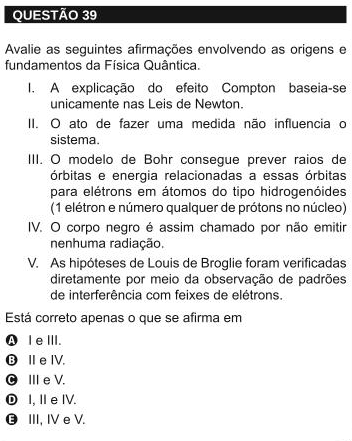 QUESTÃO 39
Avalie as seguintes afirmações envolvendo as origens e
fundamentos da Física Quântica.
I. A explicação do efeito Compton baseia-se
unicamente nas Leis de Newton.
II. O ato de fazer uma medida não influencia o
sistema.
III. O modelo de Bohr consegue prever raios de
órbitas e energia relacionadas a essas órbitas
para elétrons em átomos do tipo hidrogenóides
(1 elétron e número qualquer de prótons no núcleo)
IV. O corpo negro é assim chamado por não emitir
nenhuma radiação.
V. As hipóteses de Louis de Broglie foram verificadas
diretamente por meio da observação de padrões
de interferência com feixes de elétrons.
Está correto apenas o que se afirma em
A I e III.
B II e IV.
C III e V.
D I, II e IV.
E III, IV e V.